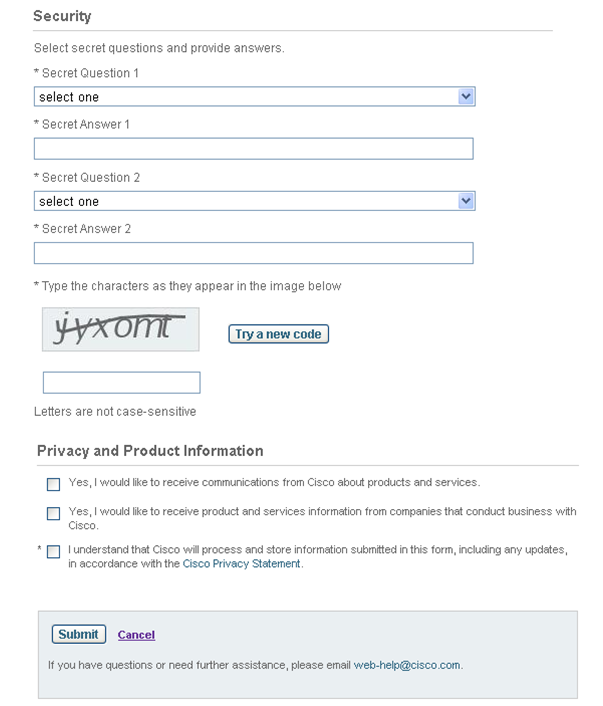 Security
Select secret questions and provide answers.
* Secret Question 1
select one
* Secret Answer 1
* Secret Question 2
select one
* Secret Answer 2
* Type the characters as they appear in the image below
Try a new code
Letters are not case-sensitive
Privacy and Product Information
Yes, I would like to receive communications from Cisco about products and services.
Yes, I would like to receive product and services information from companies that conduct business with
Cisco.
* I understand that Cisco will process and store information submitted in this form, including any updates,
in accordance with the Cisco Privacy Statement.
Submit Cancel
If you have questions or need further assistance, please email web-help@cisco.com.